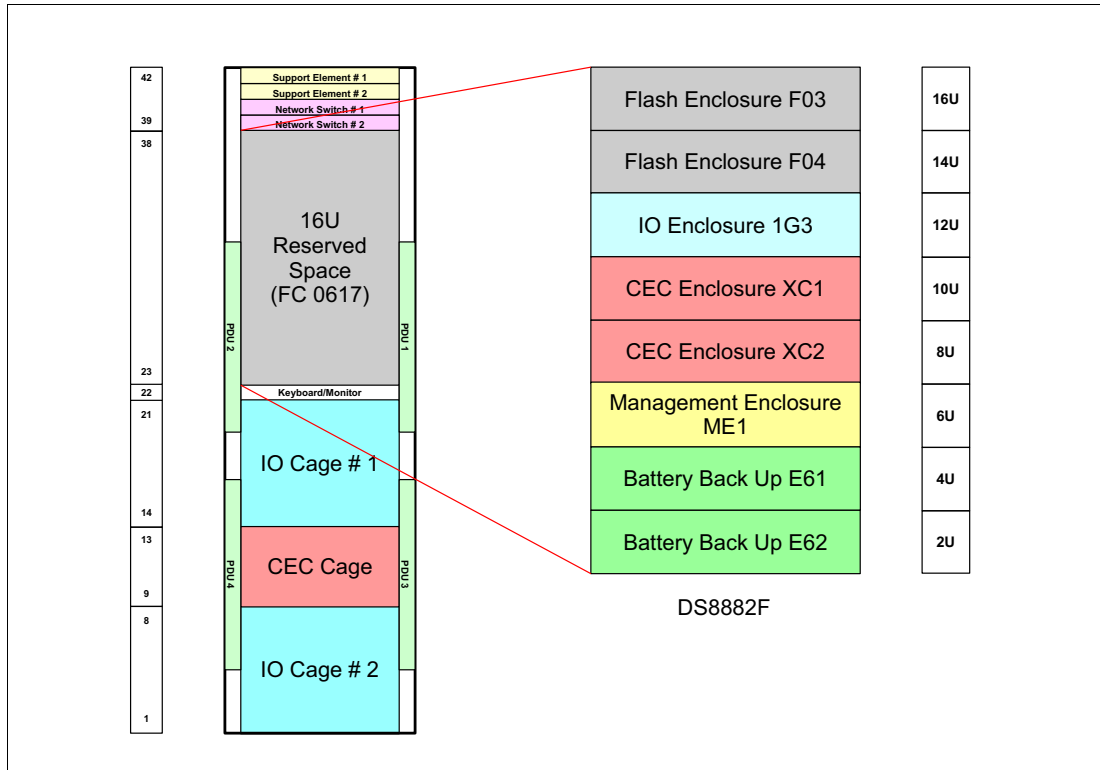 42
39
38
23
22
21
14
13
9
8
1
Support Element # 1
Support Element # 2
Network Switch # 1
Network Switch # 2
16U
Reserved
Space
(FC 0617)
PDU 2
PDU 1
Keyboard/Monitor
IO Cage # 1
PDU 4
PDU 3
CEC Cage
IO Cage # 2
Flash Enclosure F03
Flash Enclosure F04
IO Enclosure 1G3
CEC Enclosure XC1
CEC Enclosure XC2
Management Enclosure
ME1
Battery Back Up E61
Battery Back Up E62
DS8882F
16U
14U
12U
10U
8U
6U
4U
2U